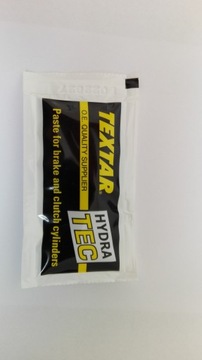 TEXTAR
O.E. QUALITY SUPPLIER
HYDRA
TEC
Paste for brake and clutch cylinders